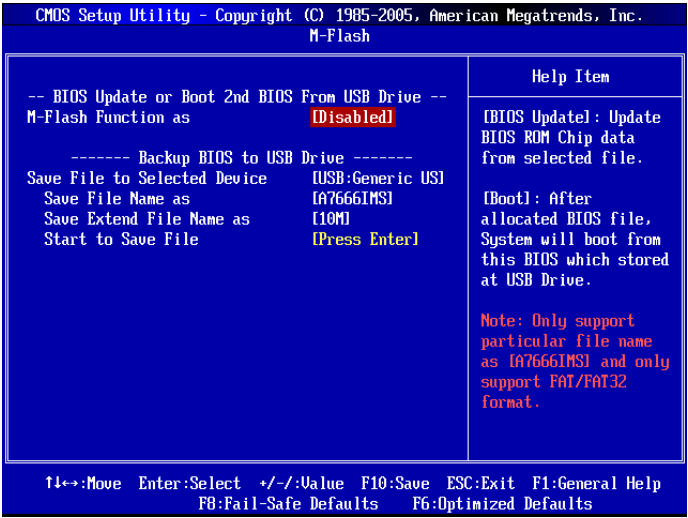 CMOS Setup Utility - Copyright (C) 1985-2005, American Megatrends, Inc.
M-Flash
-- BIOS Update or Boot 2nd BIOS From USB Drive --
M-Flash Function as [Disabled]
------- Backup BIOS to USB Drive -------
Save File to Selected Device [USB:Generic US]
Save File Name as [A7666IMS]
Save Extend File Name as [10M]
Start to Save File [Press Enter]
Help Item
[BIOS Update]: Update
BIOS ROM Chip data
from selected file.
[Boot]: After
allocated BIOS file,
System will boot from
this BIOS which stored
at USB Drive.
Note: Only support
particular file name
as [A7666IMS] and only
support FAT/FAT32
format.
↑↓←→:Move Enter:Select +/-/:Value F10:Save ESC:Exit F1:General Help
F8:Fail-Safe Defaults F6:Optimized Defaults